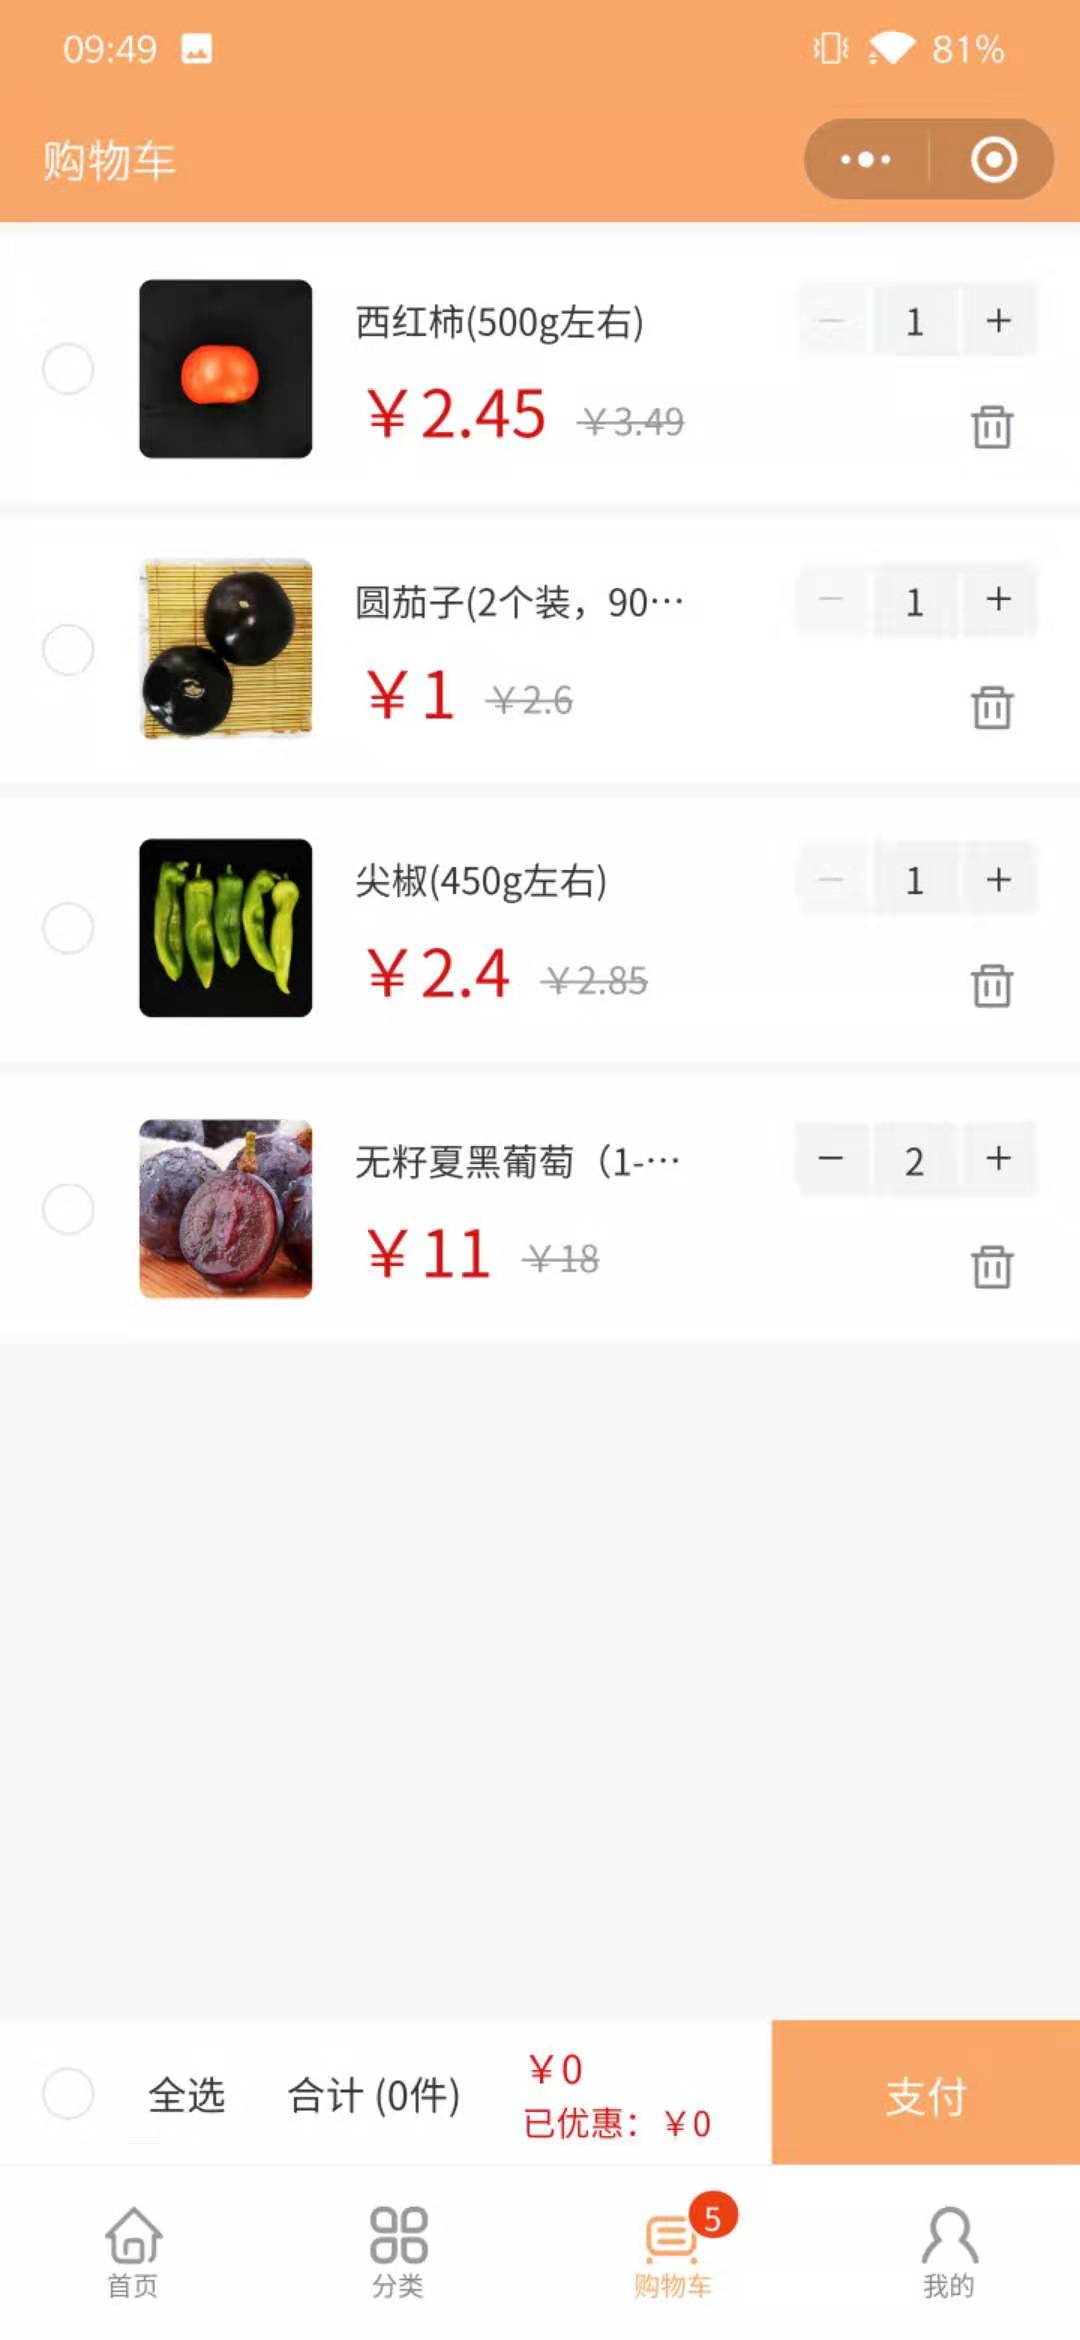 09:49
81%
购物车
西红柿(500g左右)
1
￥2.45 ￥3.49
圆茄子(2个装，90…
1
￥1 ￥2.6
尖椒(450g左右)
1
￥2.4 ￥2.85
无籽夏黑葡萄（1-…
2
￥11 ￥18
全选
合计 (0件)
￥0
已优惠：￥0
支付
首页
分类
5
购物车
我的